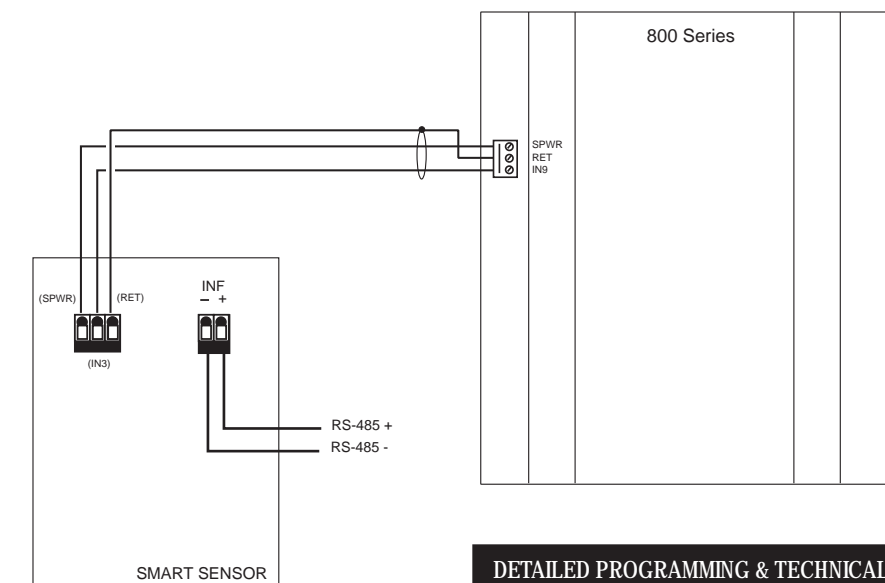 800 Series
SPWR
RET
IN9
(SPWR)
(RET)
INF
– +
(IN3)
RS-485 +
RS-485 -
SMART SENSOR
DETAILED PROGRAMMING & TECHNICAL